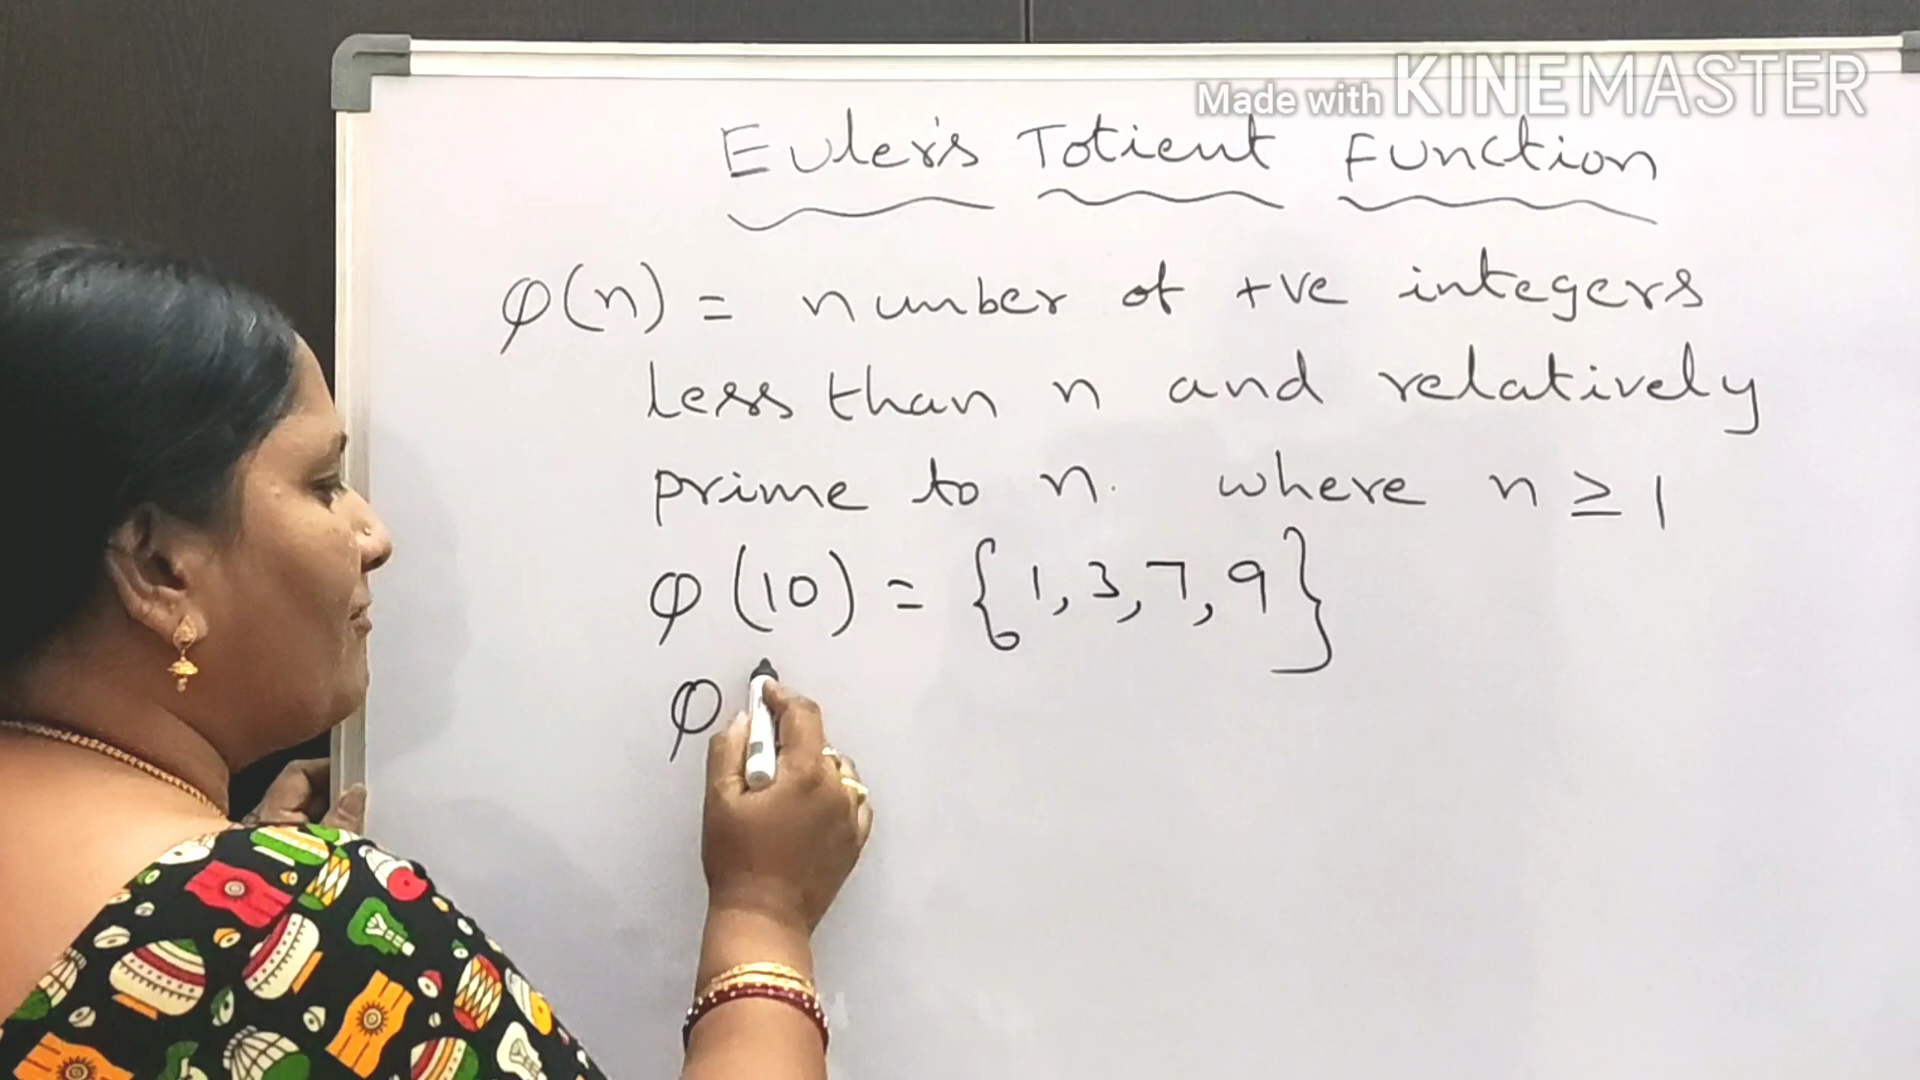 Made with KINEMASTER
Euler's Totient Function
φ(n) = number of +ve integers
less than n and relatively
prime to n. where n ≥ 1
φ (10) = {1, 3, 7, 9}
φ